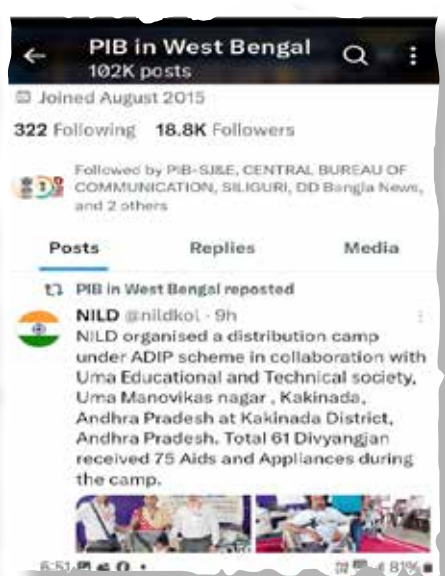 PIB in West Bengal
102K posts
Joined August 2015
322 Following 18.8K Followers
Followed by PIB-SJ&E, CENTRAL BUREAU OF
COMMUNICATION, SILIGURI, DD Bangla News,
and 2 others
Posts Replies Media
PIB in West Bengal reposted
NILD @nildkol · 9h
NILD organised a distribution camp
under ADIP scheme in collaboration with
Uma Educational and Technical society,
Uma Manovikas nagar , Kakinada,
Andhra Pradesh at Kakinada District,
Andhra Pradesh. Total 61 Divyangjan
received 75 Aids and Appliances during
the camp.
6:51 81%